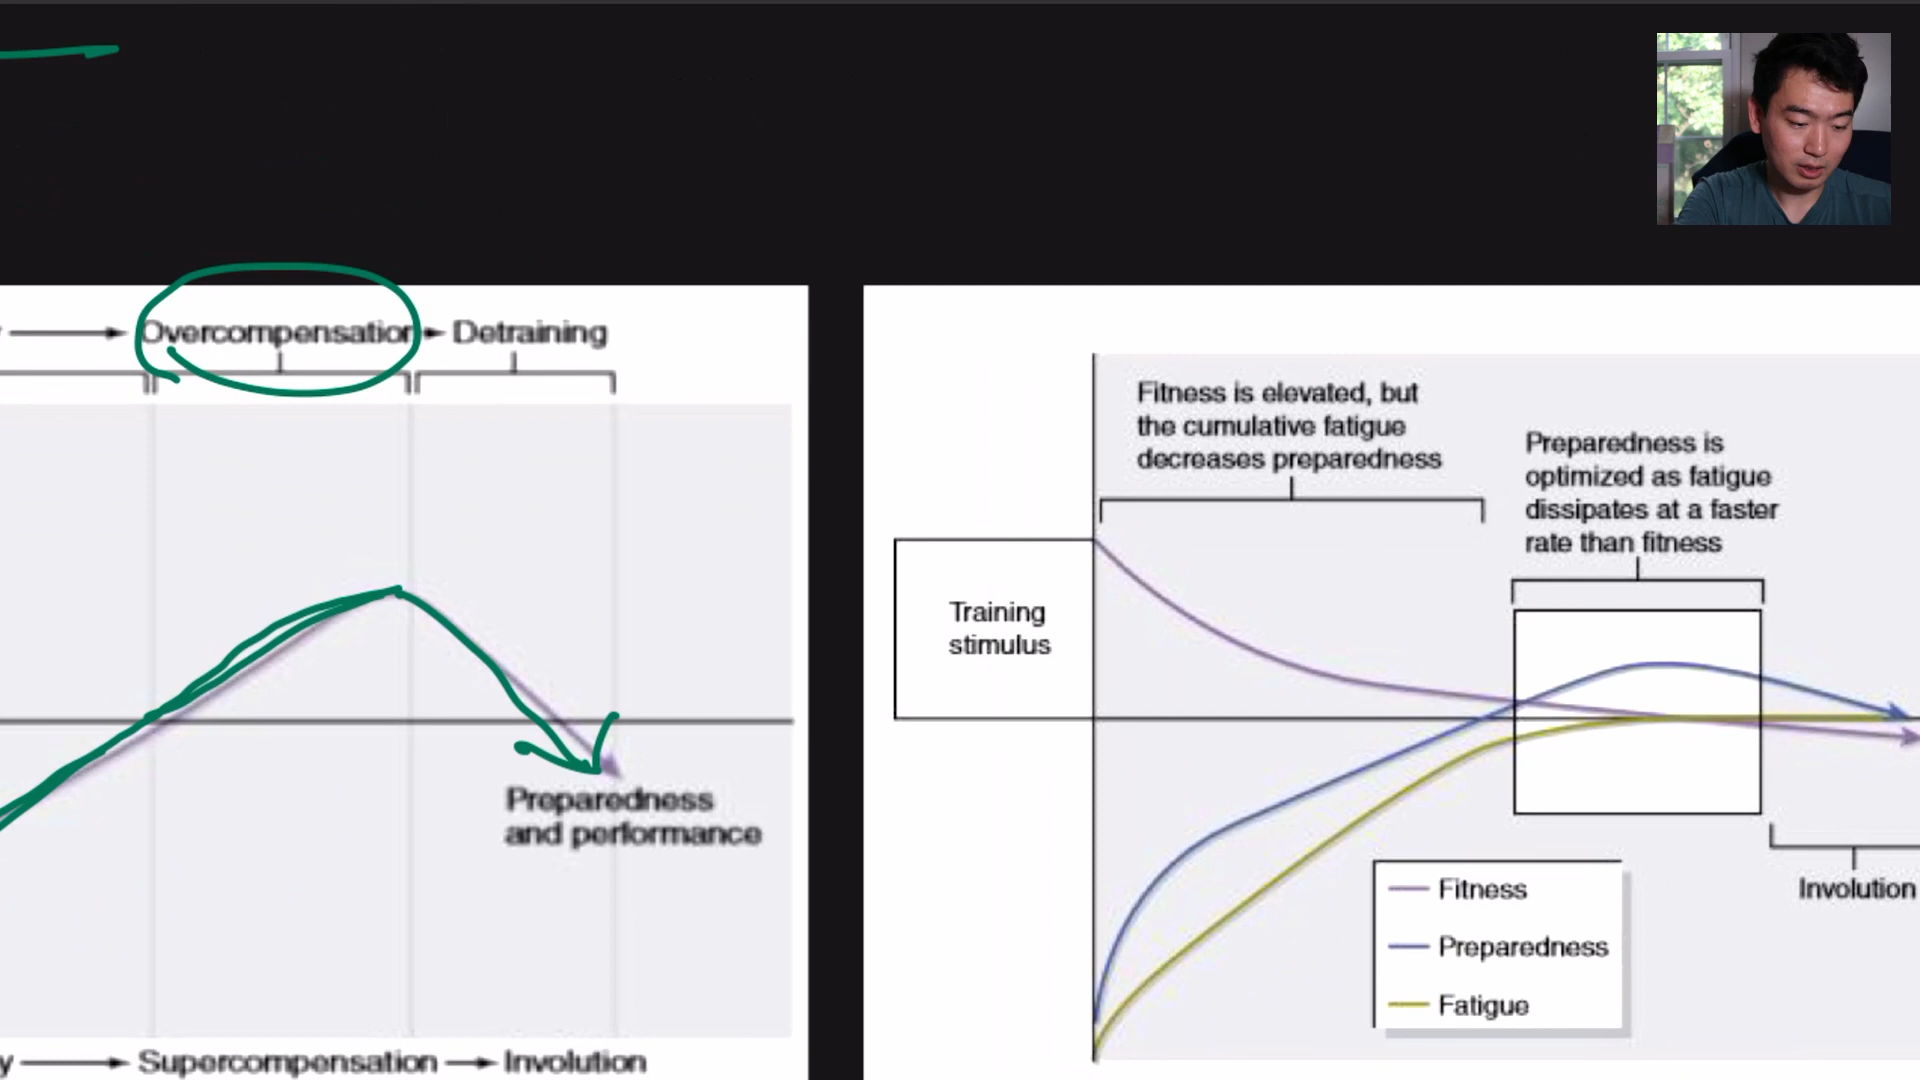 Overcompensation Detraining
Preparedness
and performance
y Supercompensation Involution
Fitness is elevated, but
the cumulative fatigue
decreases preparedness
Preparedness is
optimized as fatigue
dissipates at a faster
rate than fitness
Training
stimulus
Fitness
Preparedness
Fatigue
Involution